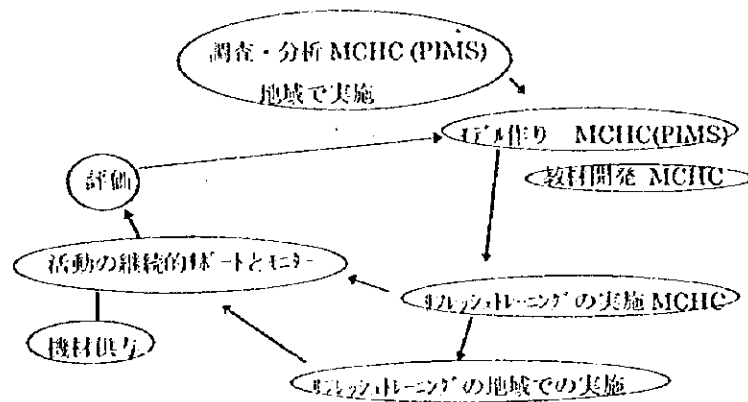 調査・分析 MCHC (PIMS)
地域で実施
ﾓﾃﾞﾙ作り MCHC(PIMS)
教材開発 MCHC
評価
活動の継続的ｻﾎﾟｰﾄとﾓﾆﾀｰ
ﾘﾌﾚｯｼｭﾄﾚｰﾆﾝｸﾞの実施 MCHC
機材供与
ﾘﾌﾚｯｼｭﾄﾚｰﾆﾝｸﾞの地域での実施